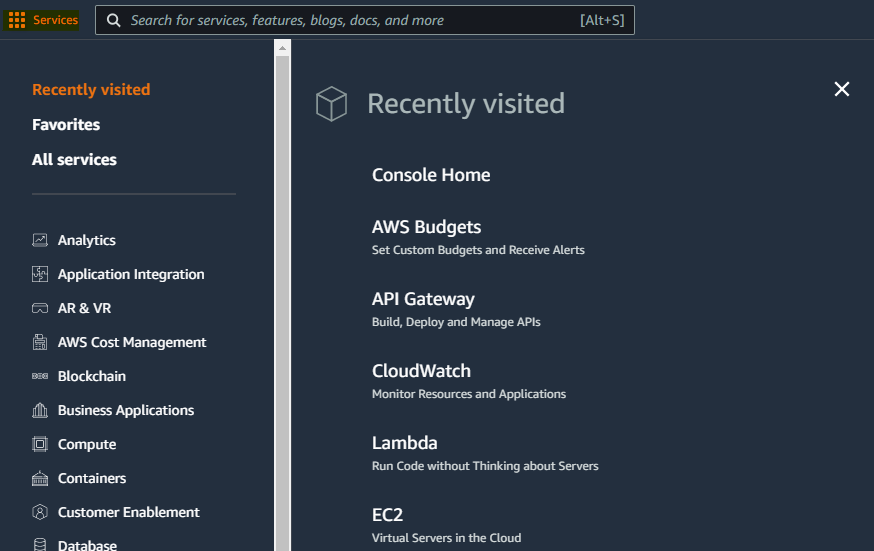 Services
Search for services, features, blogs, docs, and more
[Alt+S]
Recently visited
Favorites
All services
Analytics
Application Integration
AR & VR
AWS Cost Management
Blockchain
Business Applications
Compute
Containers
Customer Enablement
Database
Recently visited
Console Home
AWS Budgets
Set Custom Budgets and Receive Alerts
API Gateway
Build, Deploy and Manage APIs
CloudWatch
Monitor Resources and Applications
Lambda
Run Code without Thinking about Servers
EC2
Virtual Servers in the Cloud